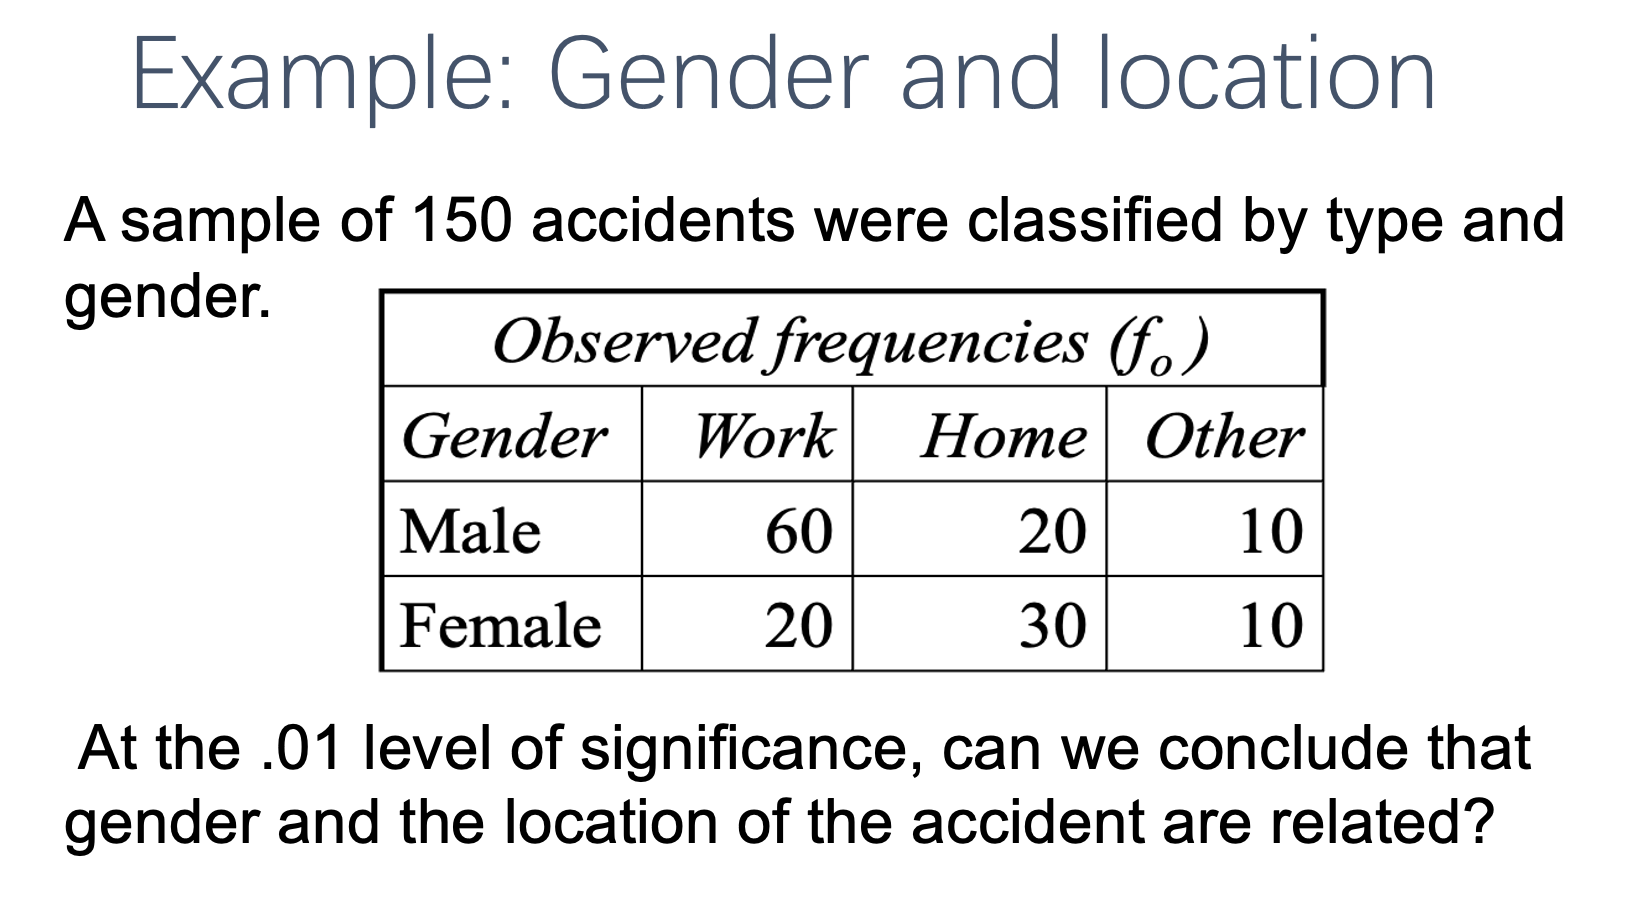 Example: Gender and location
A sample of 150 accidents were classified by type and
gender.
Observed frequencies (fo)
Gender Work Home Other
Male 60 20 10
Female 20 30 10
At the .01 level of significance, can we conclude that
gender and the location of the accident are related?